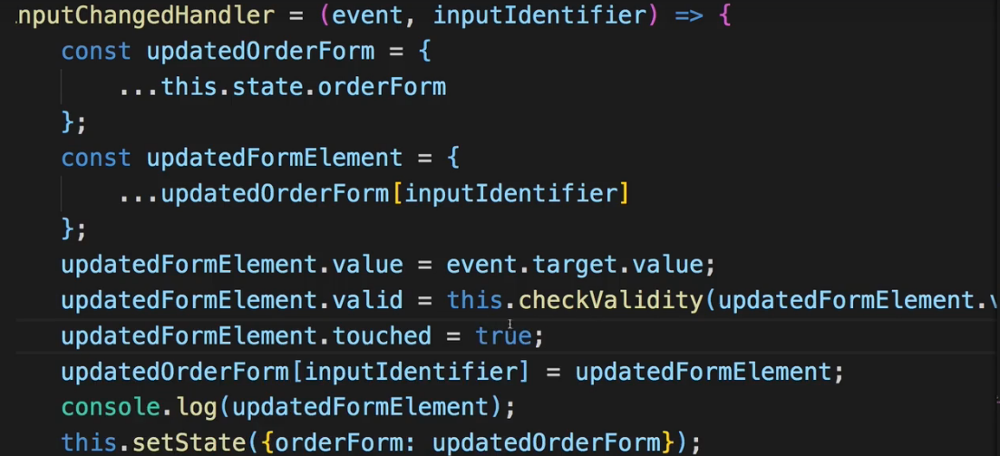 .nputChangedHandler = (event, inputIdentifier) => {
const updatedOrderForm = {
...this.state.orderForm
};
const updatedFormElement = {
...updatedOrderForm[inputIdentifier]
};
updatedFormElement.value = event.target.value;
updatedFormElement.valid = this.checkValidity(updatedFormElement.
updatedFormElement.touched = true;
updatedOrderForm[inputIdentifier] = updatedFormElement;
console.log(updatedFormElement);
this.setState({orderForm: updatedOrderForm});